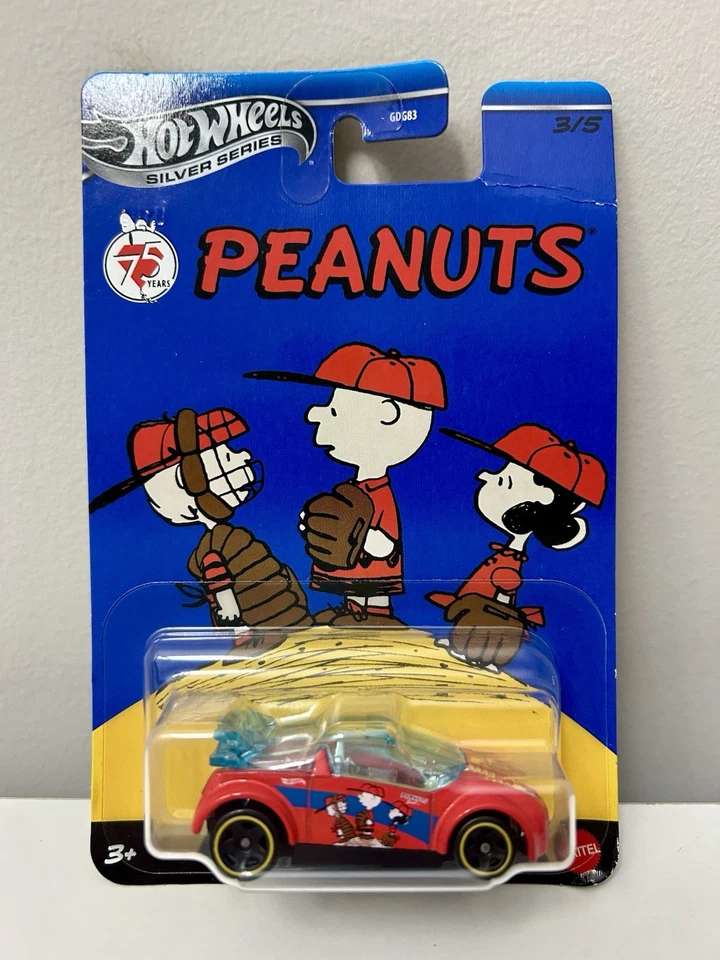 HOT WHEELS
SILVER SERIES
GDG83
3/5
75
YEARS
PEANUTS®
3+